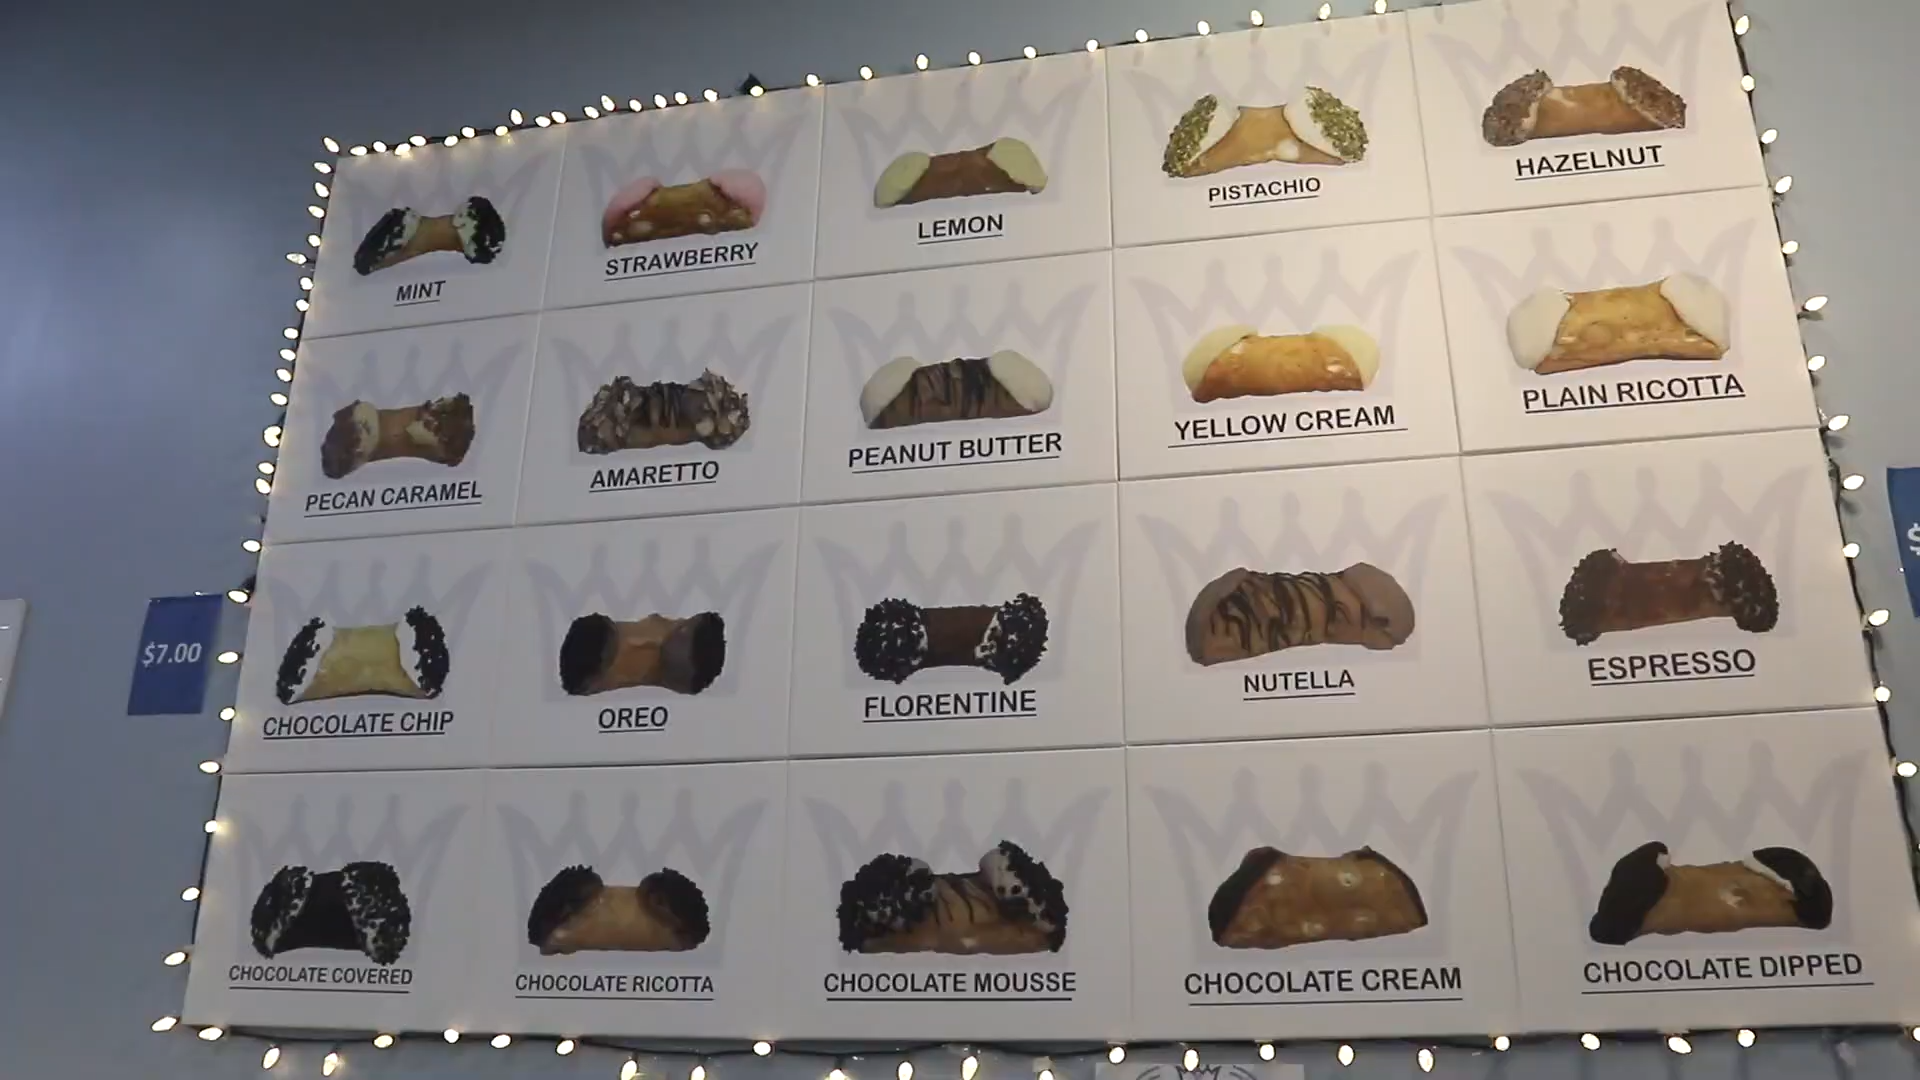 MINT
STRAWBERRY
LEMON
PISTACHIO
HAZELNUT
PECAN CARAMEL
AMARETTO
PEANUT BUTTER
YELLOW CREAM
PLAIN RICOTTA
CHOCOLATE CHIP
OREO
FLORENTINE
NUTELLA
ESPRESSO
$7.00
$
CHOCOLATE COVERED
CHOCOLATE RICOTTA
CHOCOLATE MOUSSE
CHOCOLATE CREAM
CHOCOLATE DIPPED